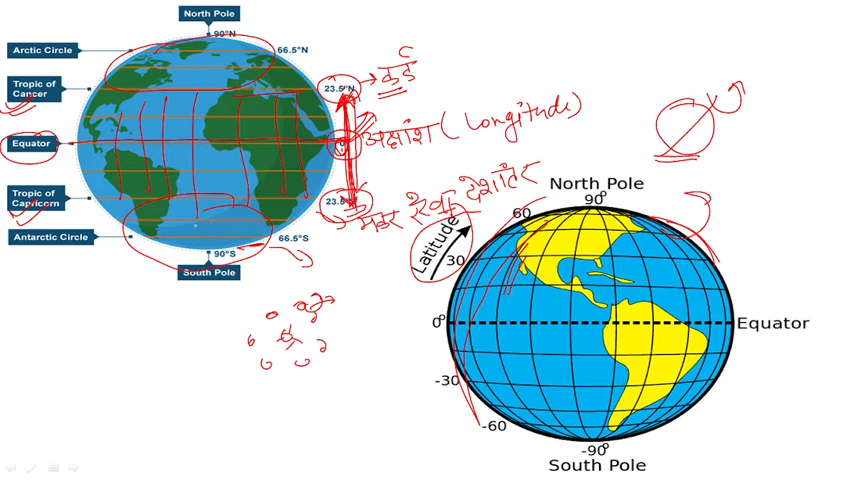 North Pole
90°N
Arctic Circle
66.5°N
Tropic of
Cancer
23.5°N
C
कर्क
Equator
0
अक्षांश (Longitude)
Tropic of
Capricorn
23.5°
मकर रेखा देशांतर
Antarctic Circle
66.5°S
90°S
South Pole
North Pole
90°
60
Latitude
30
0°
Equator
-30
-60
-90°
South Pole